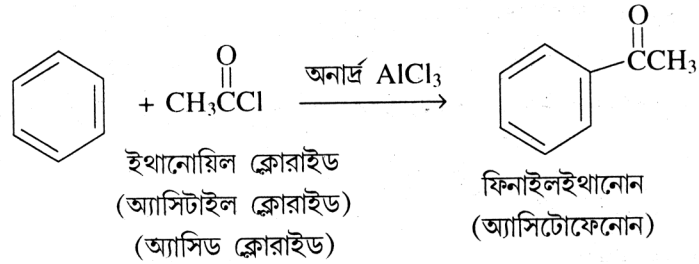 + CH₃CCl
O
অনার্দ্র AlCl₃
O
CCH₃
ইথানোয়িল ক্লোরাইড
(অ্যাসিটাইল ক্লোরাইড)
(অ্যাসিড ক্লোরাইড)
ফিনাইলইথানোন
(অ্যাসিটোফেনোন)